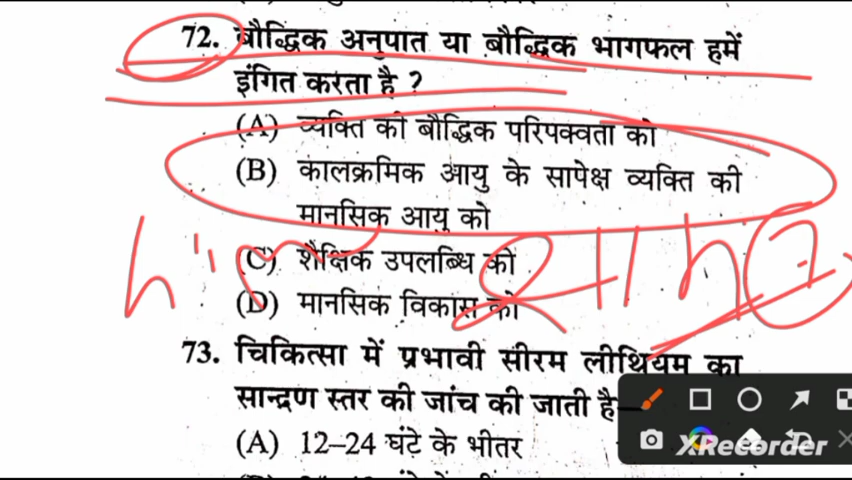 72. बौद्धिक अनुपात या बौद्धिक भागफल हमें
इंगित करता है ?
(A) व्यक्ति की बौद्धिक परिपक्वता को
(B) कालक्रमिक आयु के सापेक्ष व्यक्ति की
मानसिक आयु को
(C) शैक्षिक उपलब्धि को
(D) मानसिक विकास को
73. चिकित्सा में प्रभावी सीरम लीथियम का
सान्द्रण स्तर की जांच की जाती है—
(A) 12–24 घंटे के भीतर
XRecorder